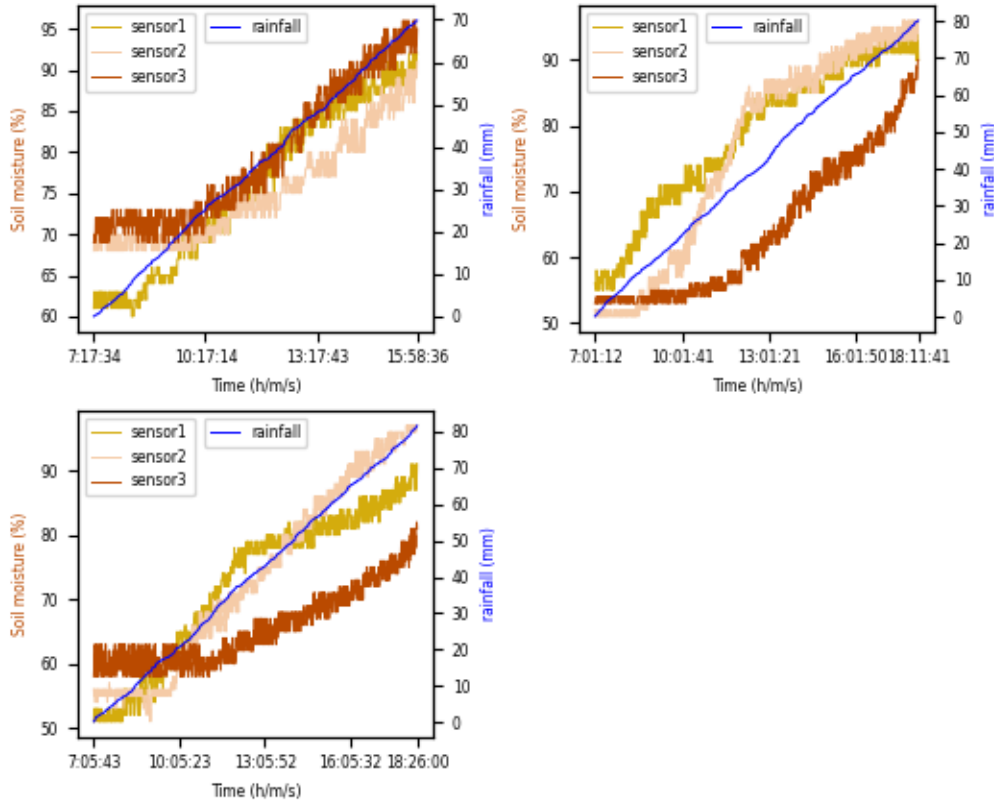 sensor1
sensor2
sensor3
rainfall
95
90
85
80
75
70
65
60
70
60
50
40
30
20
10
0
Soil moisture (%)
rainfall (mm)
7:17:34 10:17:14 13:17:43 15:58:36
Time (h/m/s)
sensor1
sensor2
sensor3
rainfall
90
80
70
60
50
80
70
60
50
40
30
20
10
0
Soil moisture (%)
rainfall (mm)
7:01:12 10:01:41 13:01:21 16:01:50 18:11:41
Time (h/m/s)
sensor1
sensor2
sensor3
rainfall
90
80
70
60
50
80
70
60
50
40
30
20
10
0
Soil moisture (%)
rainfall (mm)
7:05:43 10:05:23 13:05:52 16:05:32 18:26:00
Time (h/m/s)